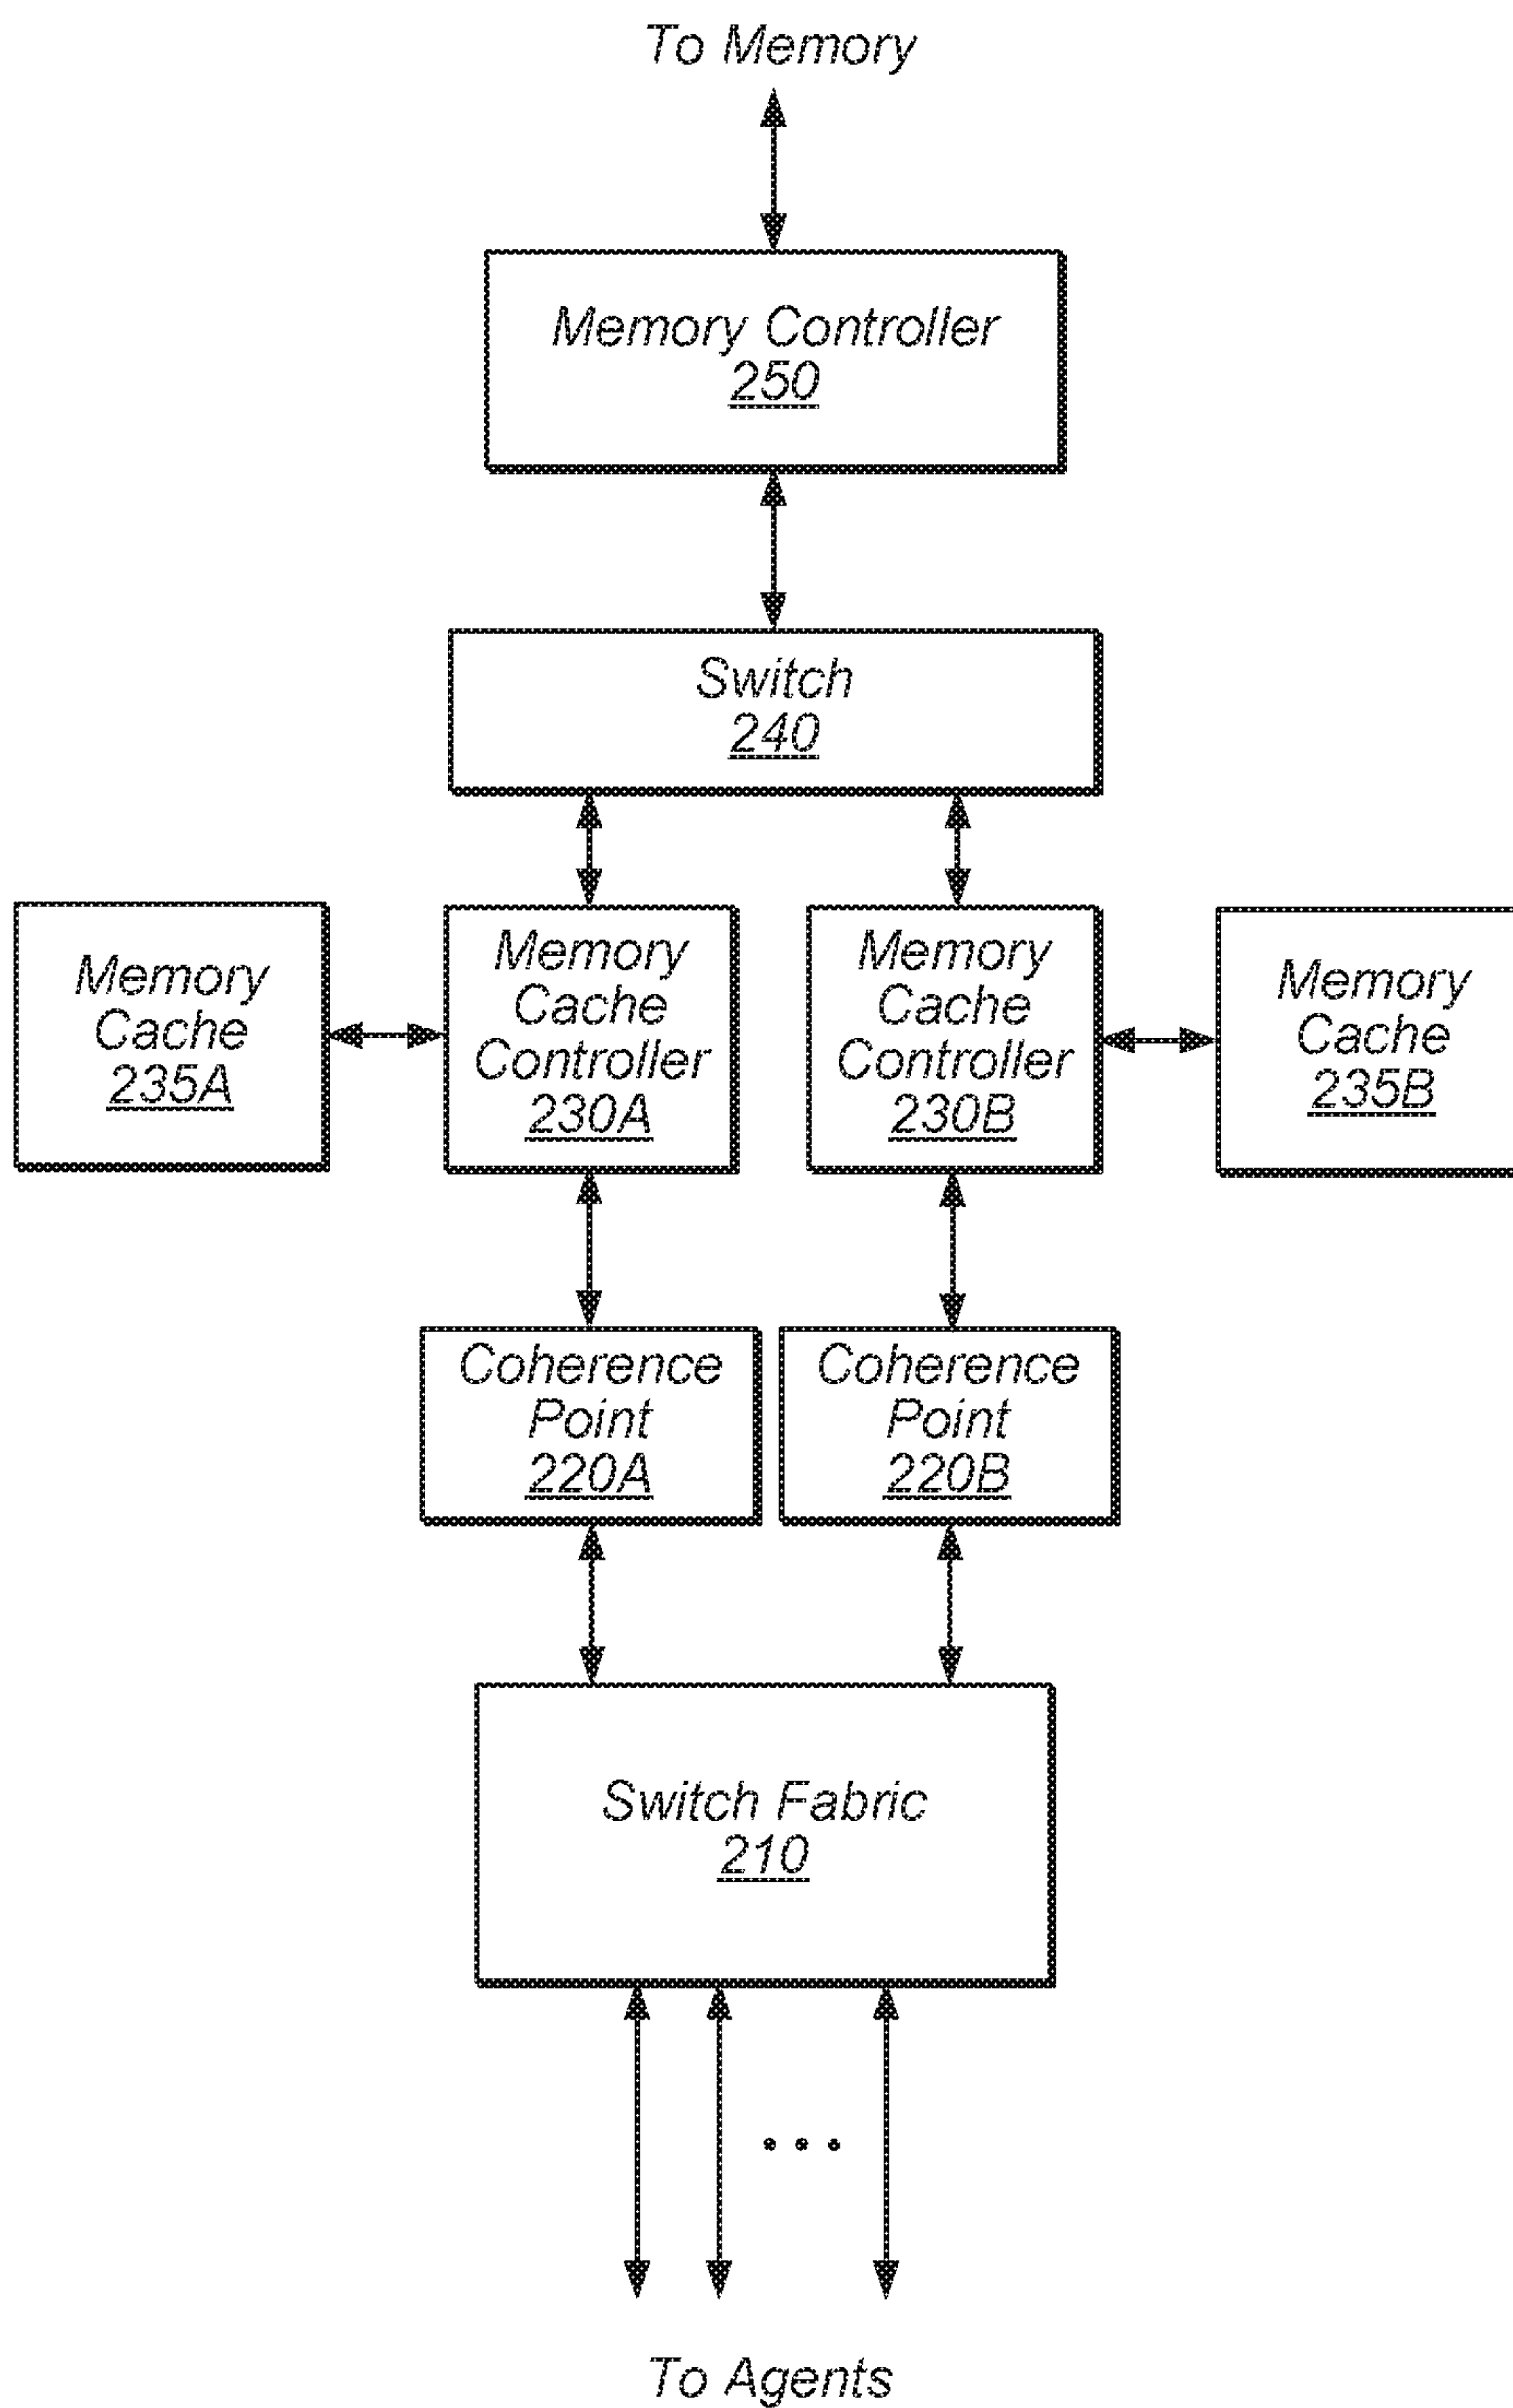 To Memory
Memory Controller
250
Switch
240
Memory
Cache
235A
Memory
Cache
Controller
230A
Memory
Cache
Controller
230B
Memory
Cache
235B
Coherence
Point
220A
Coherence
Point
220B
Switch Fabric
210
...
To Agents